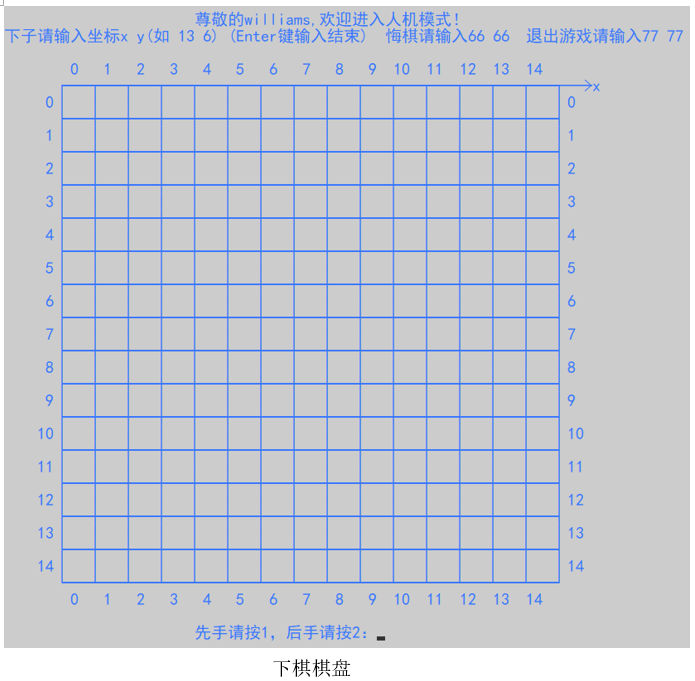 尊敬的williams,欢迎进入人机模式!
下子请输入坐标x y(如 13 6) (Enter键输入结束) 悔棋请输入66 66 退出游戏请输入77 77
0 1 2 3 4 5 6 7 8 9 10 11 12 13 14
x
0 0
1 1
2 2
3 3
4 4
5 5
6 6
7 7
8 8
9 9
10 10
11 11
12 12
13 13
14 14
0 1 2 3 4 5 6 7 8 9 10 11 12 13 14
先手请按1, 后手请按2:
下棋棋盘